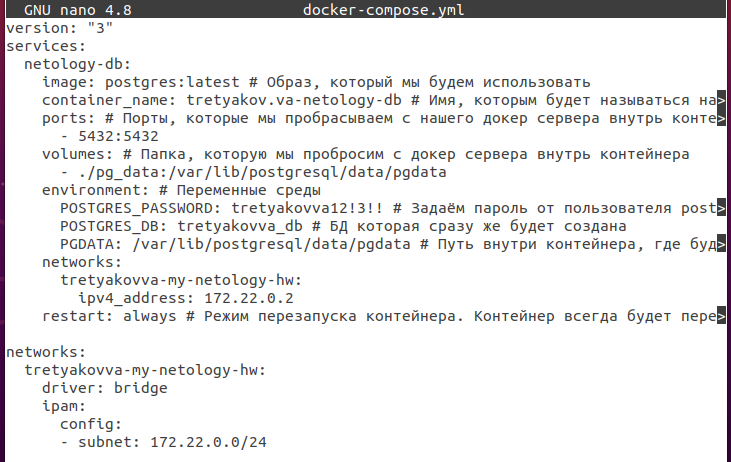 GNU nano 4.8 docker-compose.yml
version: "3"
services:
  netology-db:
    image: postgres:latest # Образ, который мы будем использовать
    container_name: tretyakov.va-netology-db # Имя, которым будет называться на>
    ports: # Порты, которые мы пробрасываем с нашего докер сервера внутрь конте>
      - 5432:5432
    volumes: # Папка, которую мы пробросим с докер сервера внутрь контейнера
      - ./pg_data:/var/lib/postgresql/data/pgdata
    environment: # Переменные среды
      POSTGRES_PASSWORD: tretyakovva12!3!! # Задаём пароль от пользователя post>
      POSTGRES_DB: tretyakovva_db # БД которая сразу же будет создана
      PGDATA: /var/lib/postgresql/data/pgdata # Путь внутри контейнера, где буд>
    networks:
      tretyakovva-my-netology-hw:
        ipv4_address: 172.22.0.2
    restart: always # Режим перезапуска контейнера. Контейнер всегда будет пере>
networks:
  tretyakovva-my-netology-hw:
    driver: bridge
    ipam:
      config:
      - subnet: 172.22.0.0/24